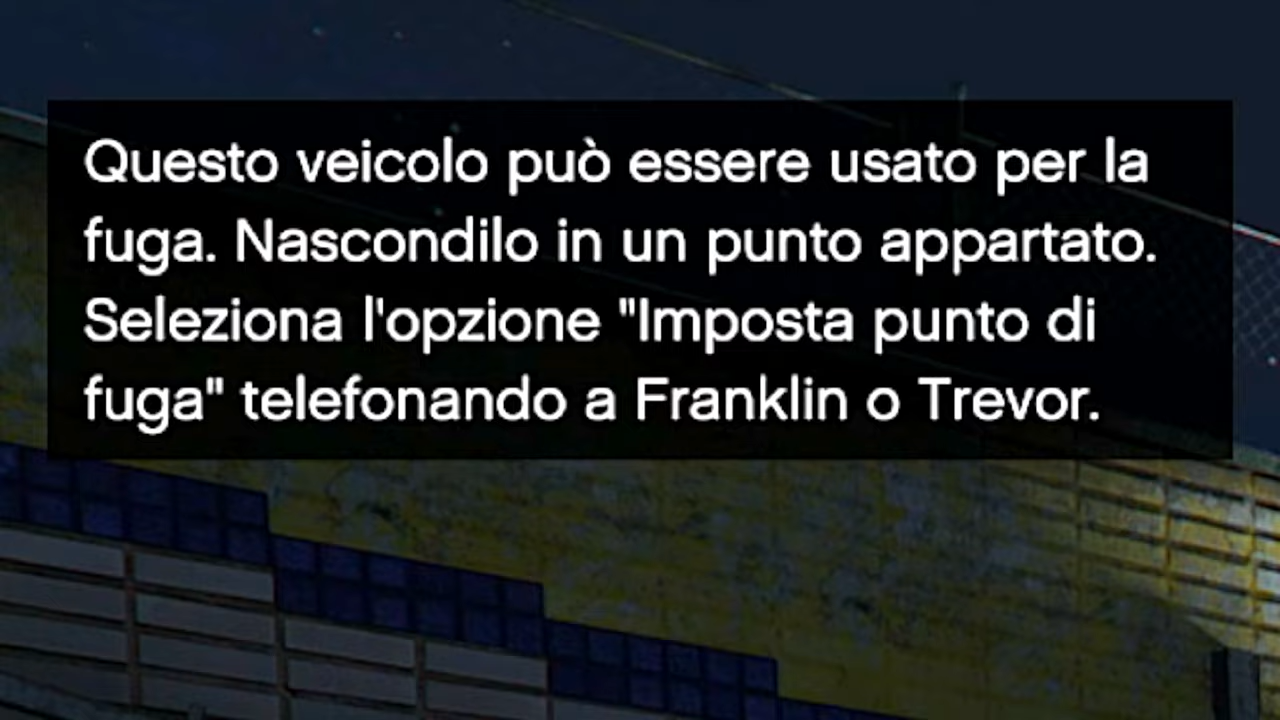 Questo veicolo può essere usato per la
fuga. Nascondilo in un punto appartato.
Seleziona l'opzione "Imposta punto di
fuga" telefonando a Franklin o Trevor.